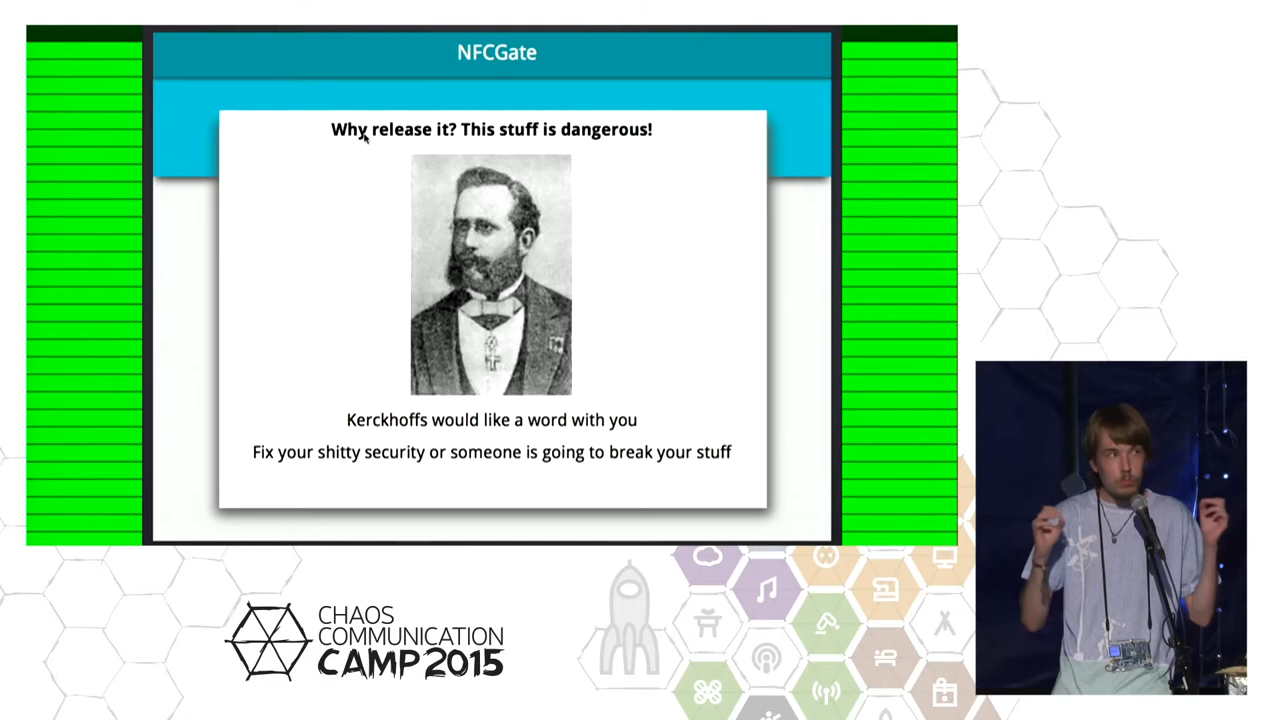 NFCGate
Why release it? This stuff is dangerous!
Kerckhoffs would like a word with you
Fix your shitty security or someone is going to break your stuff
CHAOS
COMMUNICATION
CAMP 2015